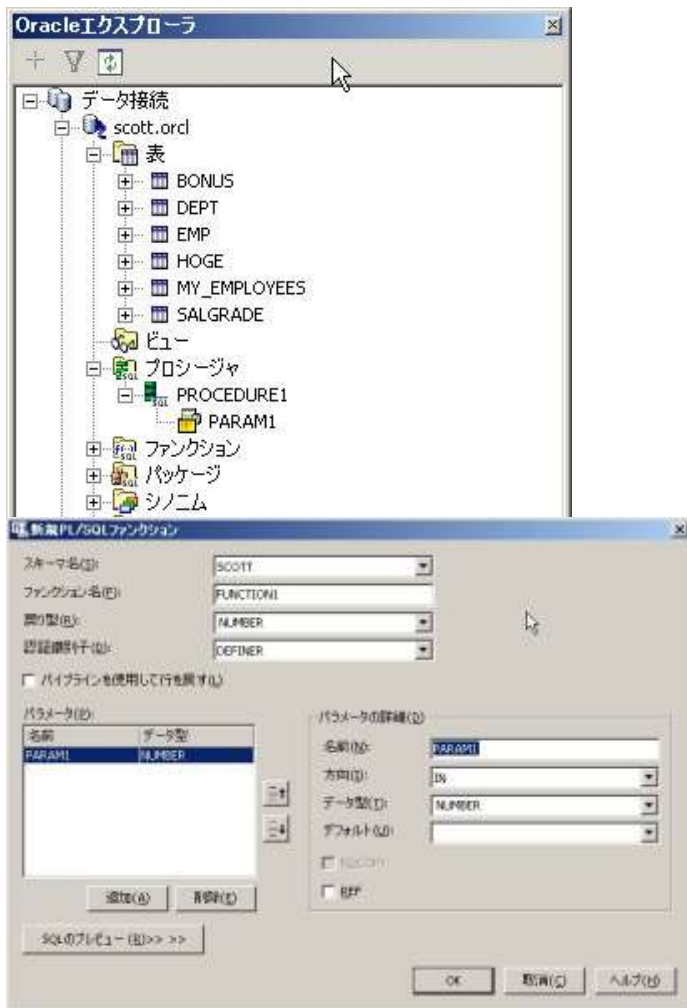 Oracleエクスプローラ
データ接続
scott.orcl
表
BONUS
DEPT
EMP
HOGE
MY_EMPLOYEES
SALGRADE
ビュー
プロシージャ
PROCEDURE1
PARAM1
ファンクション
パッケージ
シノニム
新規PL/SQLファンクション
スキーマ名(S):
SCOTT
ファンクション名(F):
FUNCTION1
戻り型(R):
NUMBER
認証識別子(D):
DEFINER
パイプラインを使用して行を戻す(L)
パラメータ(P):
名前 データ型
PARAM1 NUMBER
追加(A) 削除(E)
パラメータの詳細(D)
名前(N):
PARAM1
方向(I):
IN
データ型(T):
NUMBER
デフォルト(U):
REF
SQLのプレビュー(R)>> >>
OK 取消(C) ヘルプ(H)